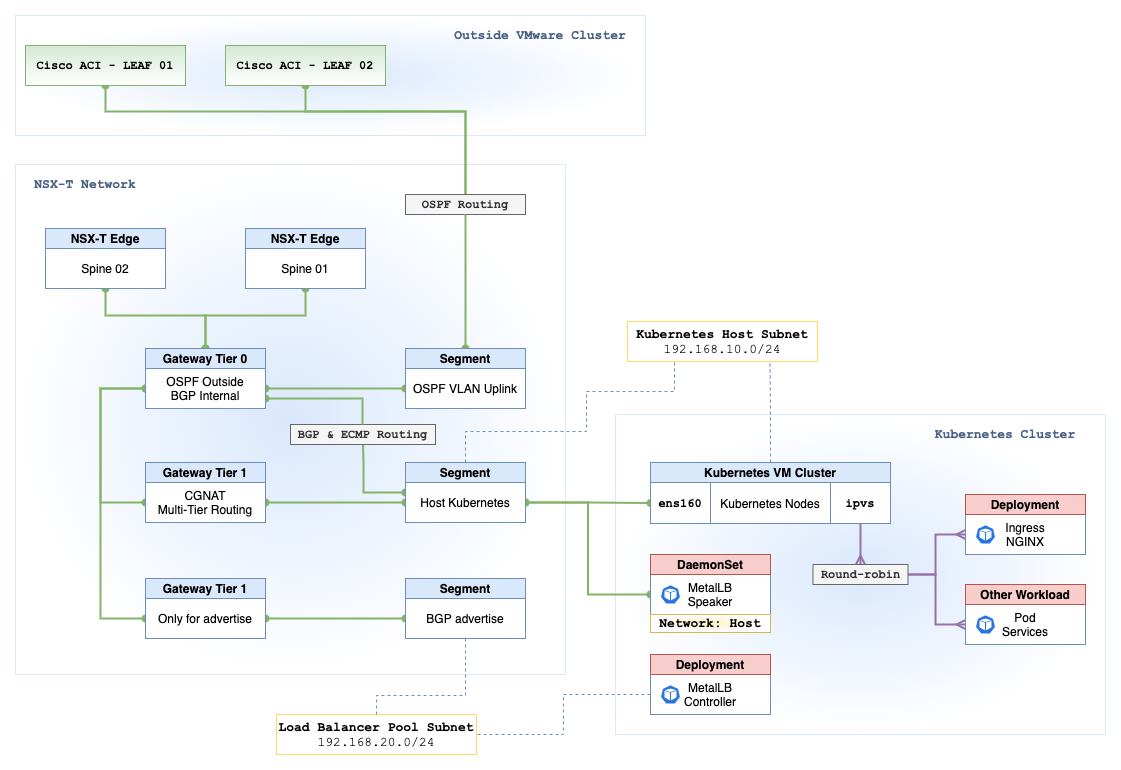 Outside VMware Cluster
Cisco ACI - LEAF 01
Cisco ACI - LEAF 02
NSX-T Network
OSPF Routing
NSX-T Edge
Spine 02
NSX-T Edge
Spine 01
Gateway Tier 0
OSPF Outside
BGP Internal
Segment
OSPF VLAN Uplink
BGP & ECMP Routing
Gateway Tier 1
CGNAT
Multi-Tier Routing
Segment
Host Kubernetes
Gateway Tier 1
Only for advertise
Segment
BGP advertise
Kubernetes Host Subnet
192.168.10.0/24
Kubernetes Cluster
Kubernetes VM Cluster
ens160
Kubernetes Nodes
ipvs
Round-robin
Deployment
Ingress
NGINX
Other Workload
Pod
Services
DaemonSet
MetalLB
Speaker
Network: Host
Deployment
MetalLB
Controller
Load Balancer Pool Subnet
192.168.20.0/24